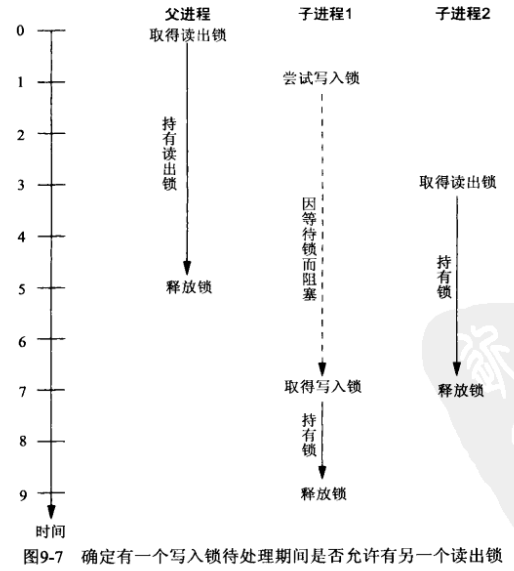 父进程 子进程1 子进程2
0 取得读出锁
1 尝试写入锁
2
持有读出锁
3 取得读出锁
因等待锁而阻塞
4
持有锁
5 释放锁
6
7 取得写入锁 释放锁
持有锁
8
9 释放锁
时间
图9-7 确定有一个写入锁待处理期间是否允许有另一个读出锁